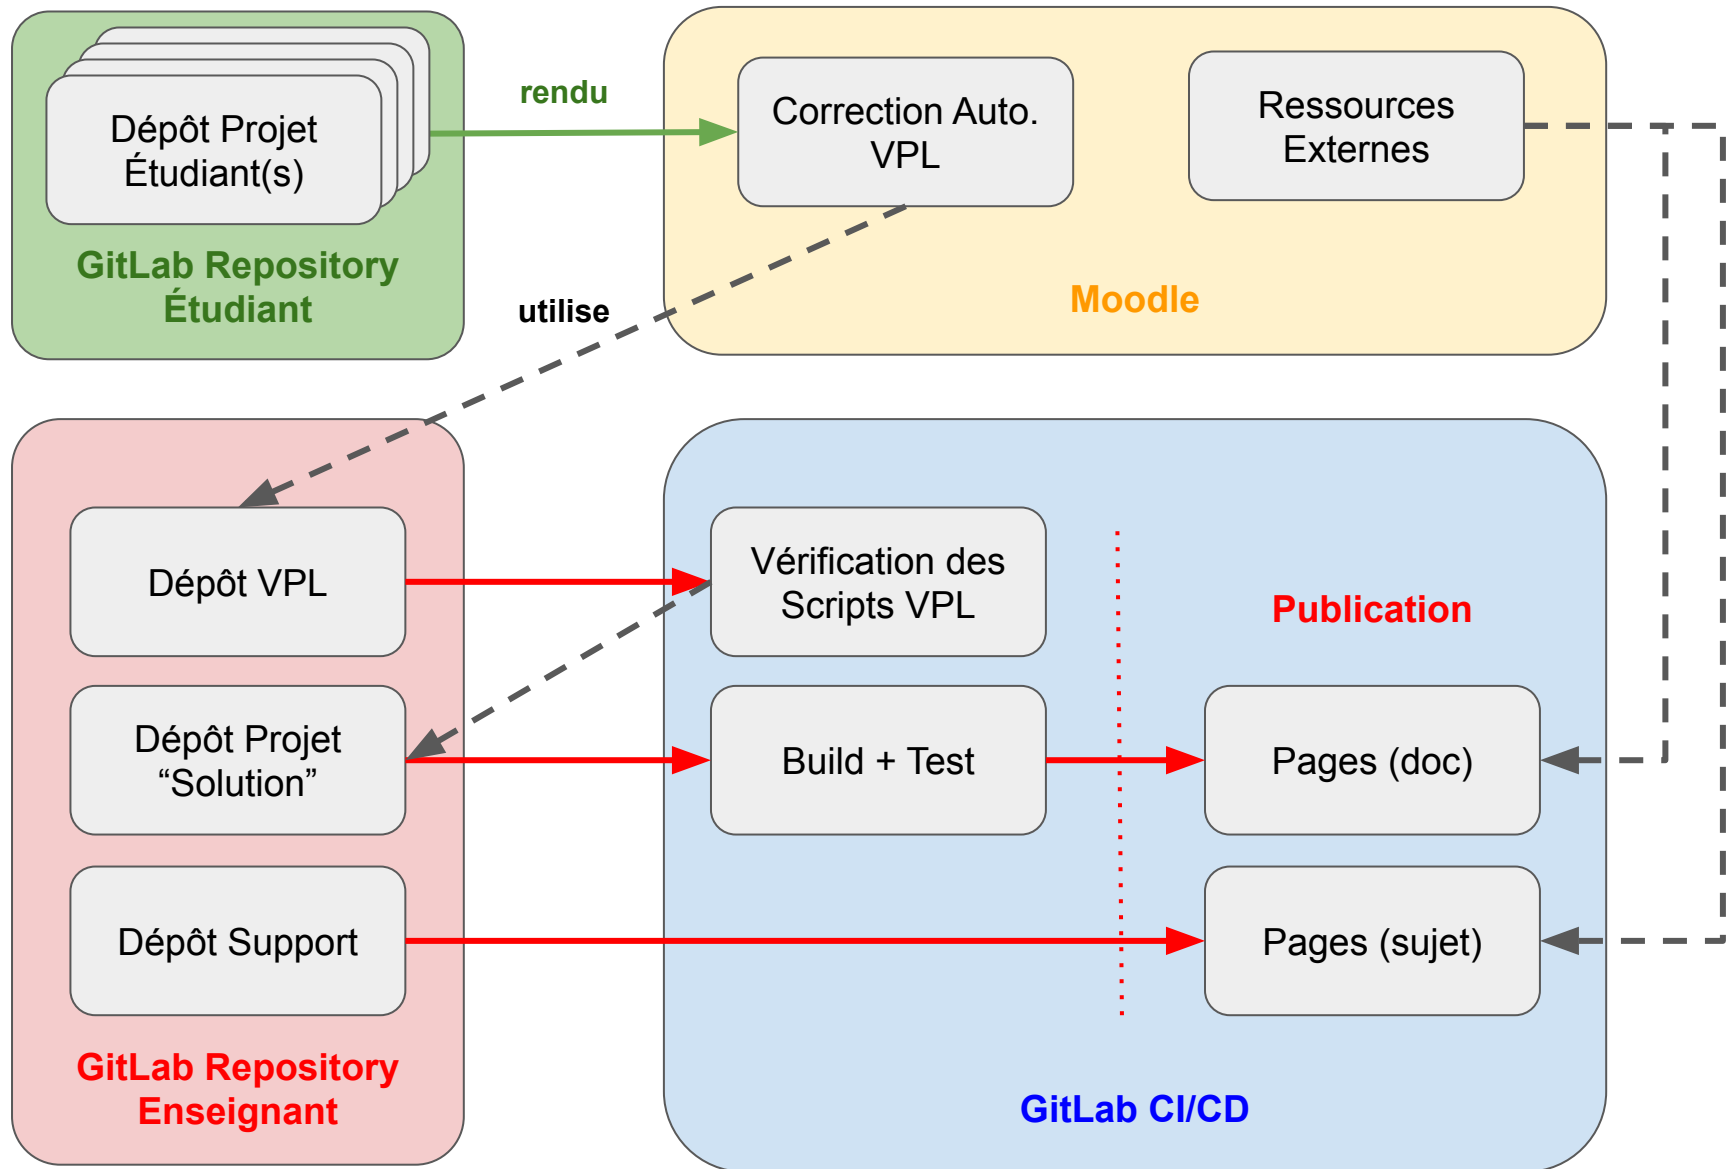 Dépôt Projet
Étudiant(s)
GitLab Repository
Étudiant
rendu
Correction Auto.
VPL
Ressources
Externes
Moodle
utilise
Dépôt VPL
Dépôt Projet
“Solution”
Dépôt Support
GitLab Repository
Enseignant
Vérification des
Scripts VPL
Publication
Build + Test
Pages (doc)
Pages (sujet)
GitLab CI/CD